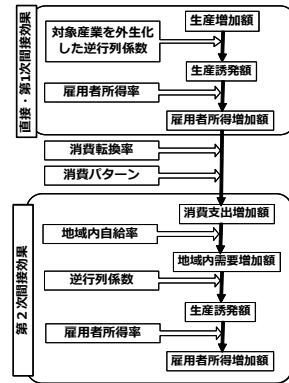 直接・第1次間接効果
生産増加額
対象産業を外生化
した逆行列係数
生産誘発額
雇用者所得率
雇用者所得増加額
消費転換率
消費パターン
第２次間接効果
消費支出増加額
地域内自給率
地域内需要増加額
逆行列係数
生産誘発額
雇用者所得率
雇用者所得増加額